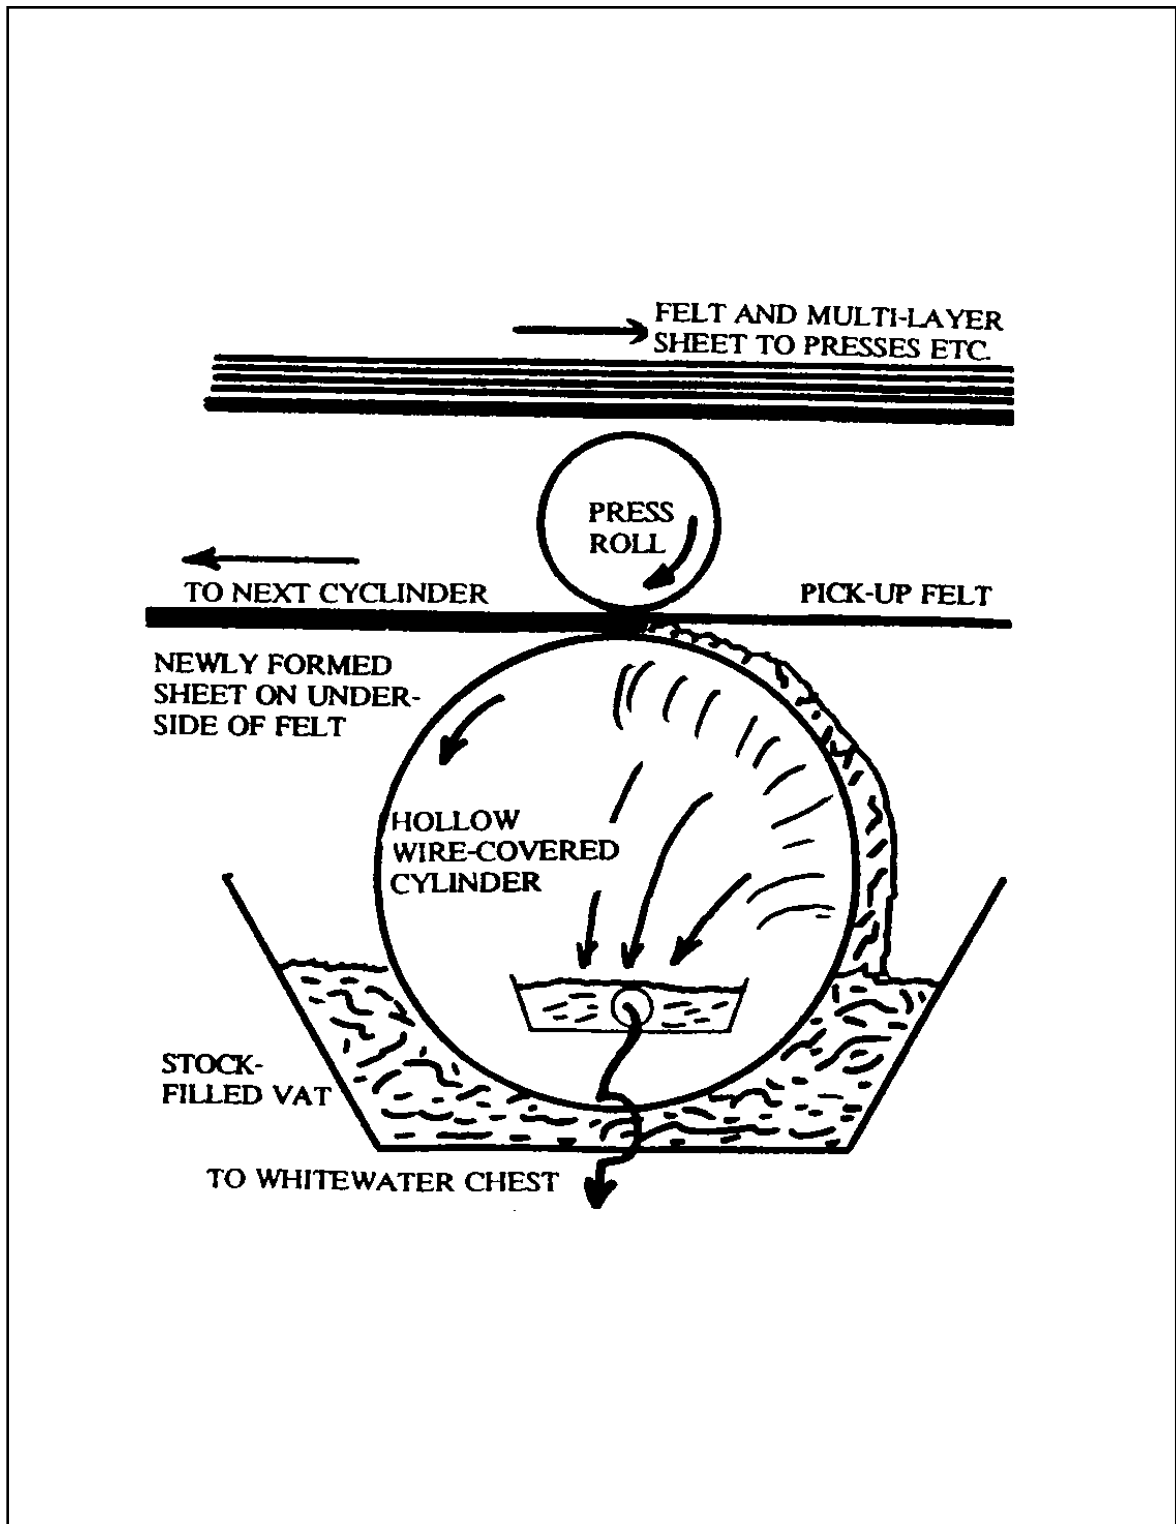 FELT AND MULTI-LAYER
SHEET TO PRESSES ETC.
PRESS
ROLL
TO NEXT CYCLINDER
PICK-UP FELT
NEWLY FORMED
SHEET ON UNDER-
SIDE OF FELT
HOLLOW
WIRE-COVERED
CYLINDER
STOCK-
FILLED VAT
TO WHITEWATER CHEST